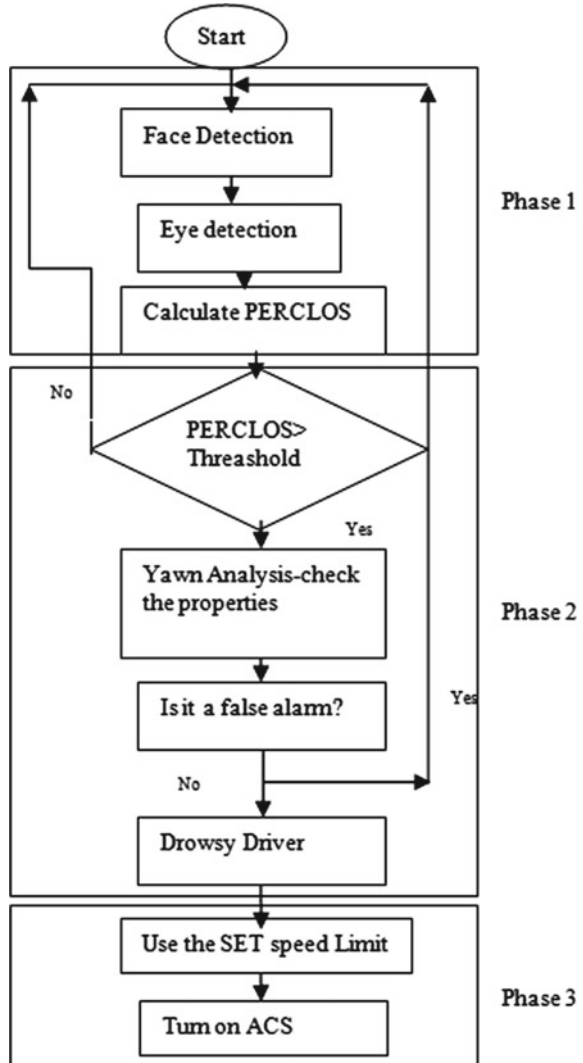 Start
Face Detection
Phase 1
Eye detection
Calculate PERCLOS
No
PERCLOS>
Threashold
Yes
Yawn Analysis-check
the properties
Phase 2
Is it a false alarm?
Yes
No
Drowsy Driver
Use the SET speed Limit
Phase 3
Turn on ACS